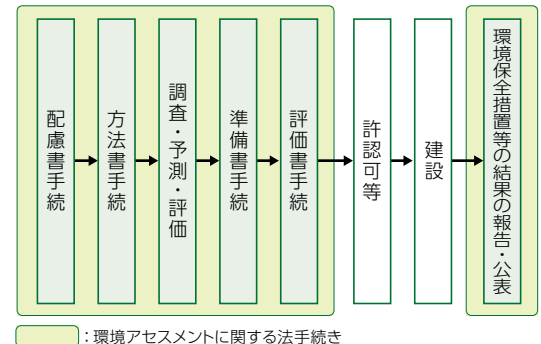 配慮書手続
方法書手続
調査・予測・評価
準備書手続
評価書手続
許認可等
建設
環境保全措置等の結果の報告・公表
：環境アセスメントに関する法手続き